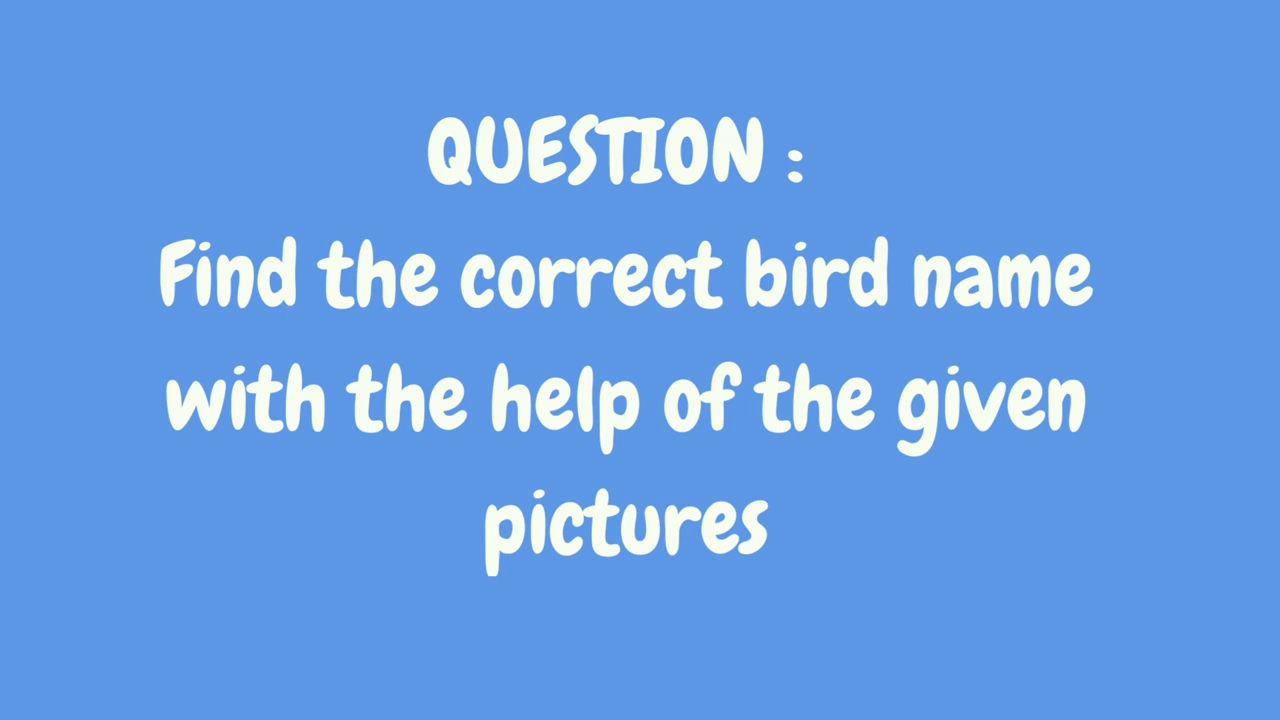 QUESTION :
Find the correct bird name
with the help of the given
pictures